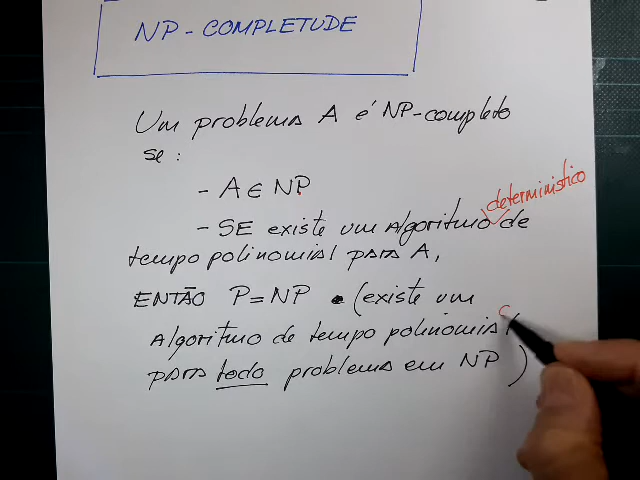 NP-COMPLETUDE
Um problema A é NP-completo
se:
- A ∈ NP
determinístico
- SE existe um algoritmo de
tempo polinomial para A,
ENTÃO P=NP (existe um
algoritmo de tempo polinomial
para todo problema em NP)